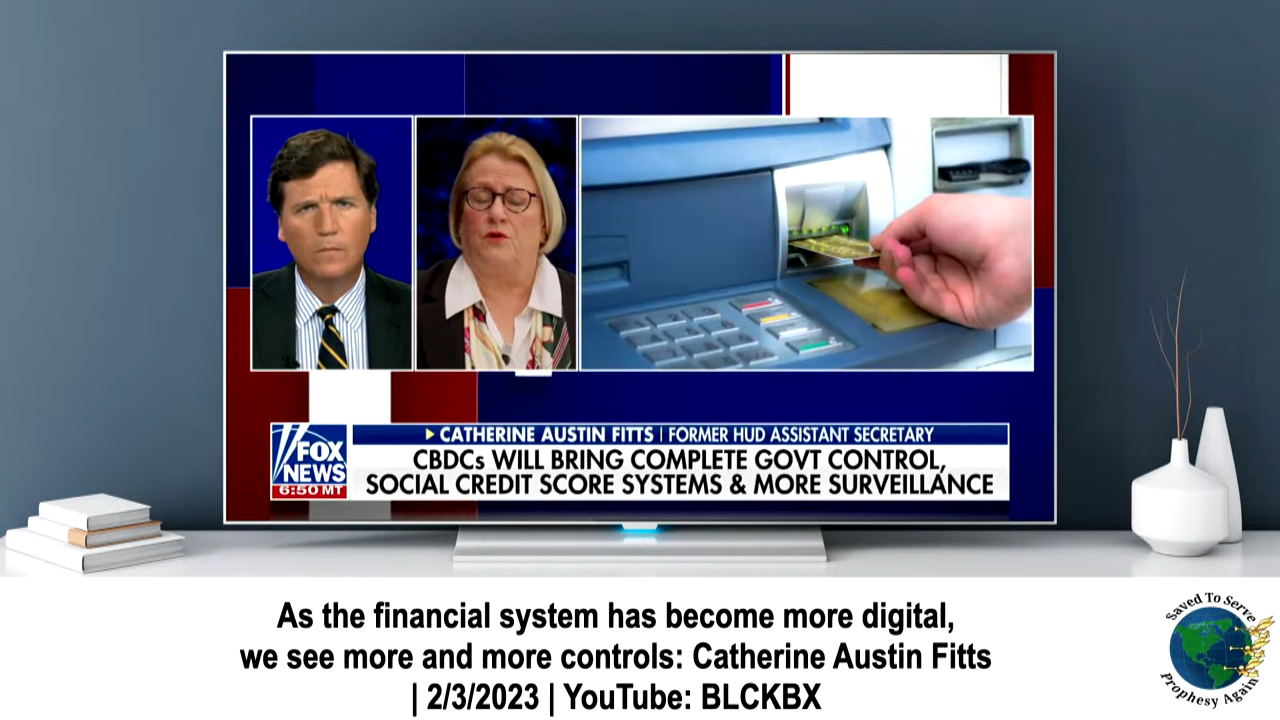 CATHERINE AUSTIN FITTS | FORMER HUD ASSISTANT SECRETARY
CBDCs WILL BRING COMPLETE GOVT CONTROL,
SOCIAL CREDIT SCORE SYSTEMS & MORE SURVEILLANCE
FOX
NEWS
6:50 MT
As the financial system has become more digital,
we see more and more controls: Catherine Austin Fitts
| 2/3/2023 | YouTube: BLCKBX
Saved To Serve
Prophesy Again